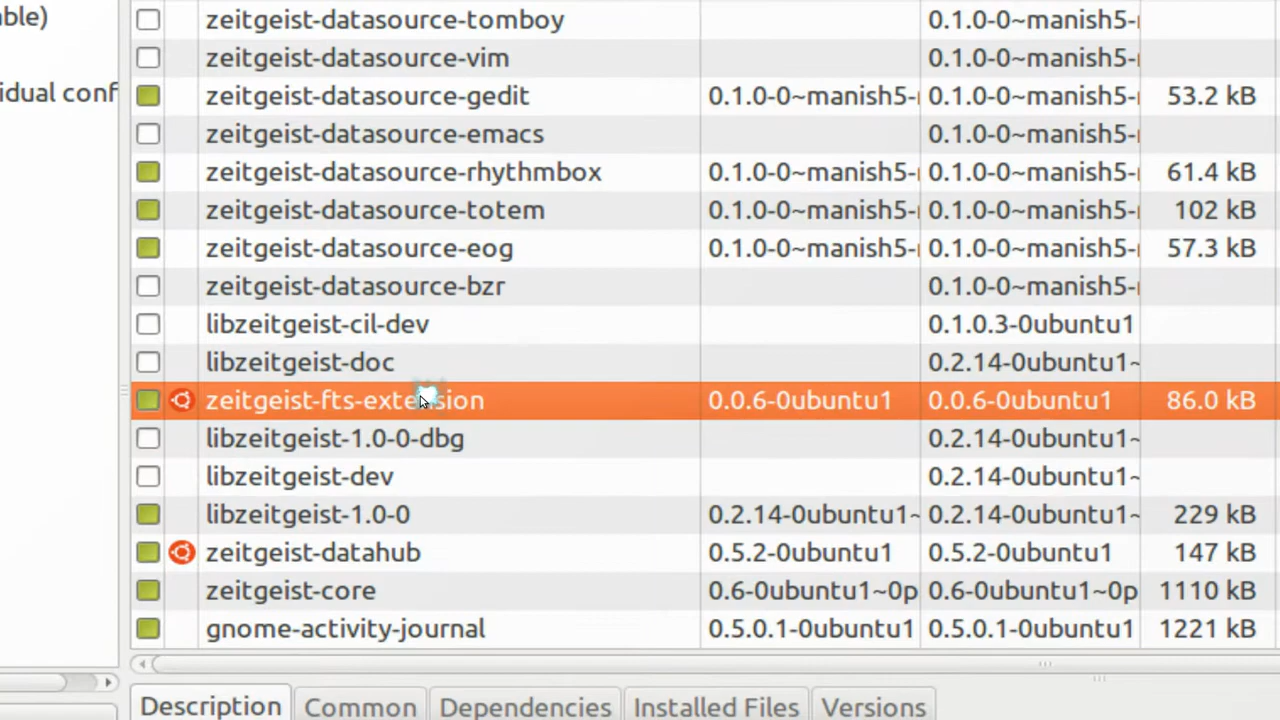 able)
zeitgeist-datasource-tomboy 0.1.0-0~manish5-
zeitgeist-datasource-vim 0.1.0-0~manish5-
idual conf zeitgeist-datasource-gedit 0.1.0-0~manish5- 0.1.0-0~manish5- 53.2 kB
zeitgeist-datasource-emacs 0.1.0-0~manish5-
zeitgeist-datasource-rhythmbox 0.1.0-0~manish5- 0.1.0-0~manish5- 61.4 kB
zeitgeist-datasource-totem 0.1.0-0~manish5- 0.1.0-0~manish5- 102 kB
zeitgeist-datasource-eog 0.1.0-0~manish5- 0.1.0-0~manish5- 57.3 kB
zeitgeist-datasource-bzr 0.1.0-0~manish5-
libzeitgeist-cil-dev 0.1.0.3-0ubuntu1
libzeitgeist-doc 0.2.14-0ubuntu1~
zeitgeist-fts-extension 0.0.6-0ubuntu1 0.0.6-0ubuntu1 86.0 kB
libzeitgeist-1.0-0-dbg 0.2.14-0ubuntu1~
libzeitgeist-dev 0.2.14-0ubuntu1~
libzeitgeist-1.0-0 0.2.14-0ubuntu1~ 0.2.14-0ubuntu1~ 229 kB
zeitgeist-datahub 0.5.2-0ubuntu1 0.5.2-0ubuntu1 147 kB
zeitgeist-core 0.6-0ubuntu1~0p 0.6-0ubuntu1~0p 1110 kB
gnome-activity-journal 0.5.0.1-0ubuntu1 0.5.0.1-0ubuntu1 1221 kB
Description Common Dependencies Installed Files Versions